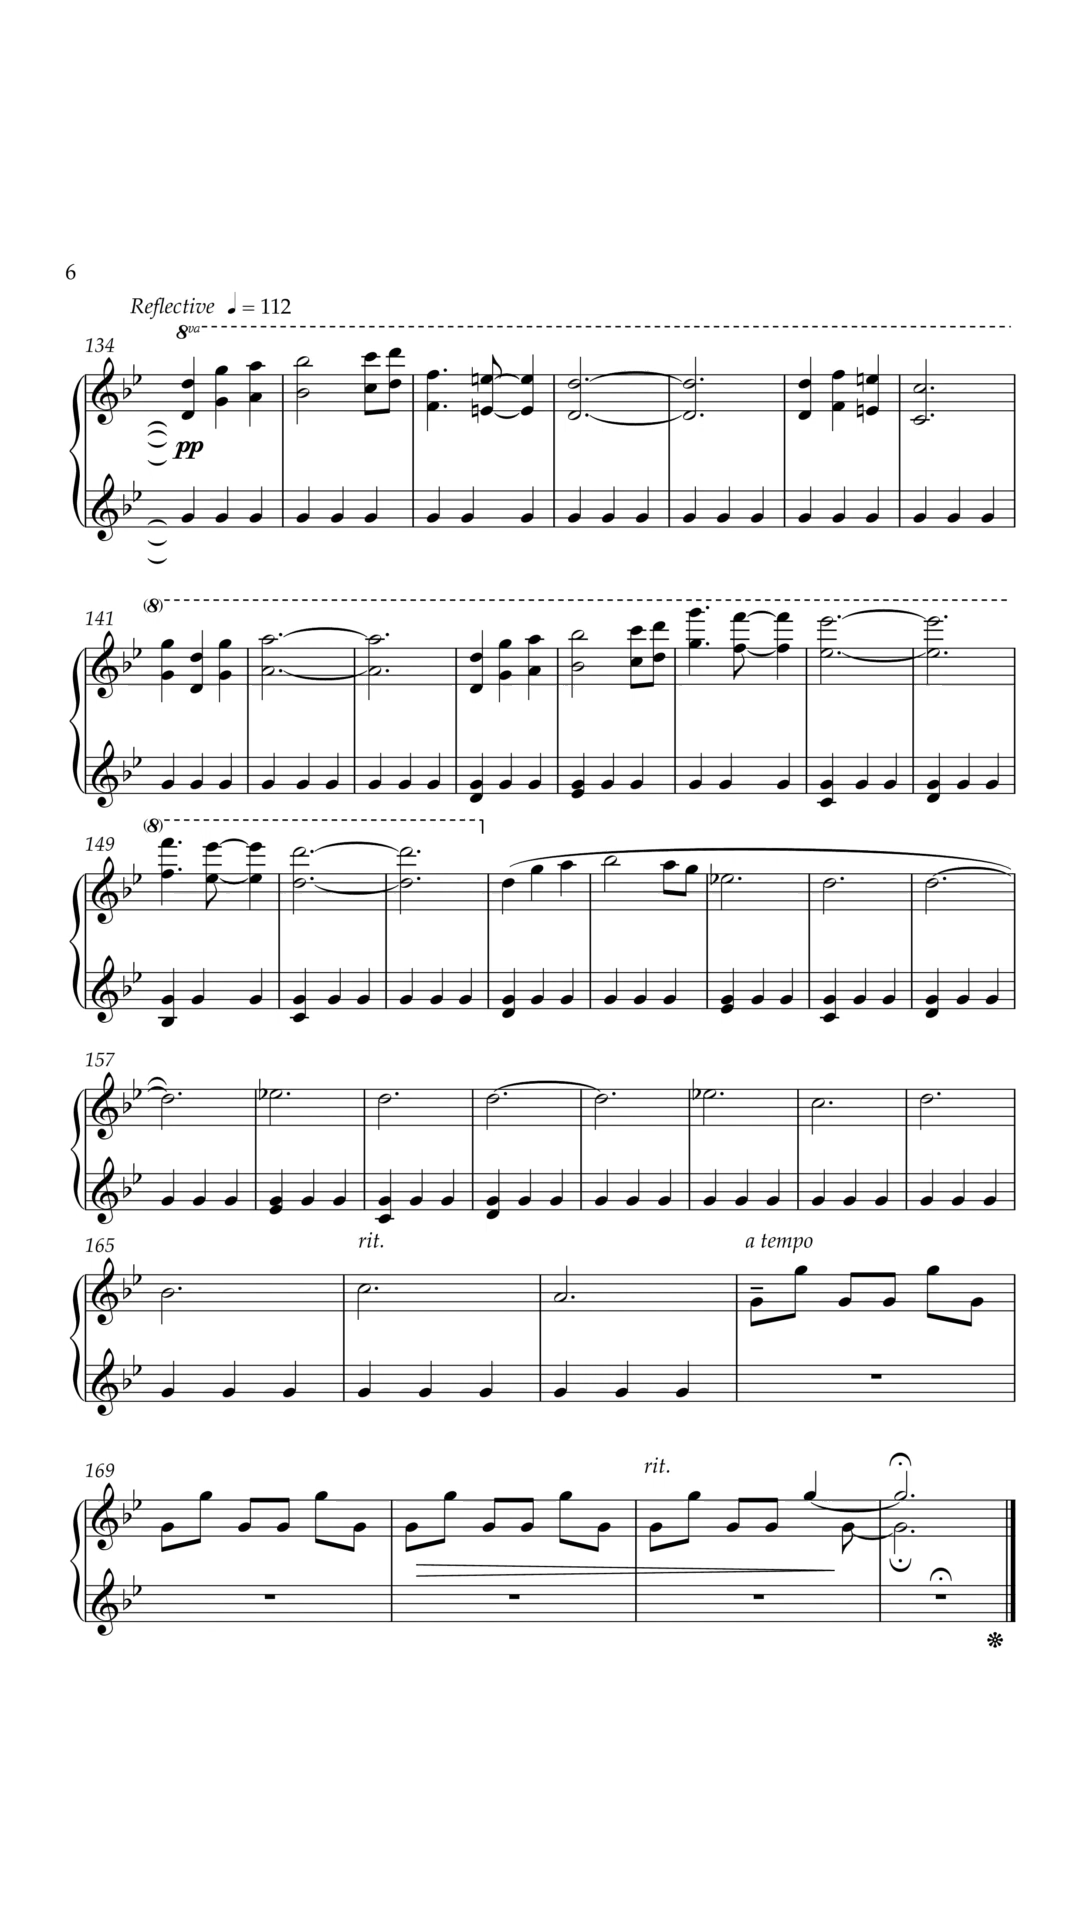 6
Reflective ♩ = 112
8va
134
pp
(8)
141
(8)
149
157
165
rit.
a tempo
169
rit.